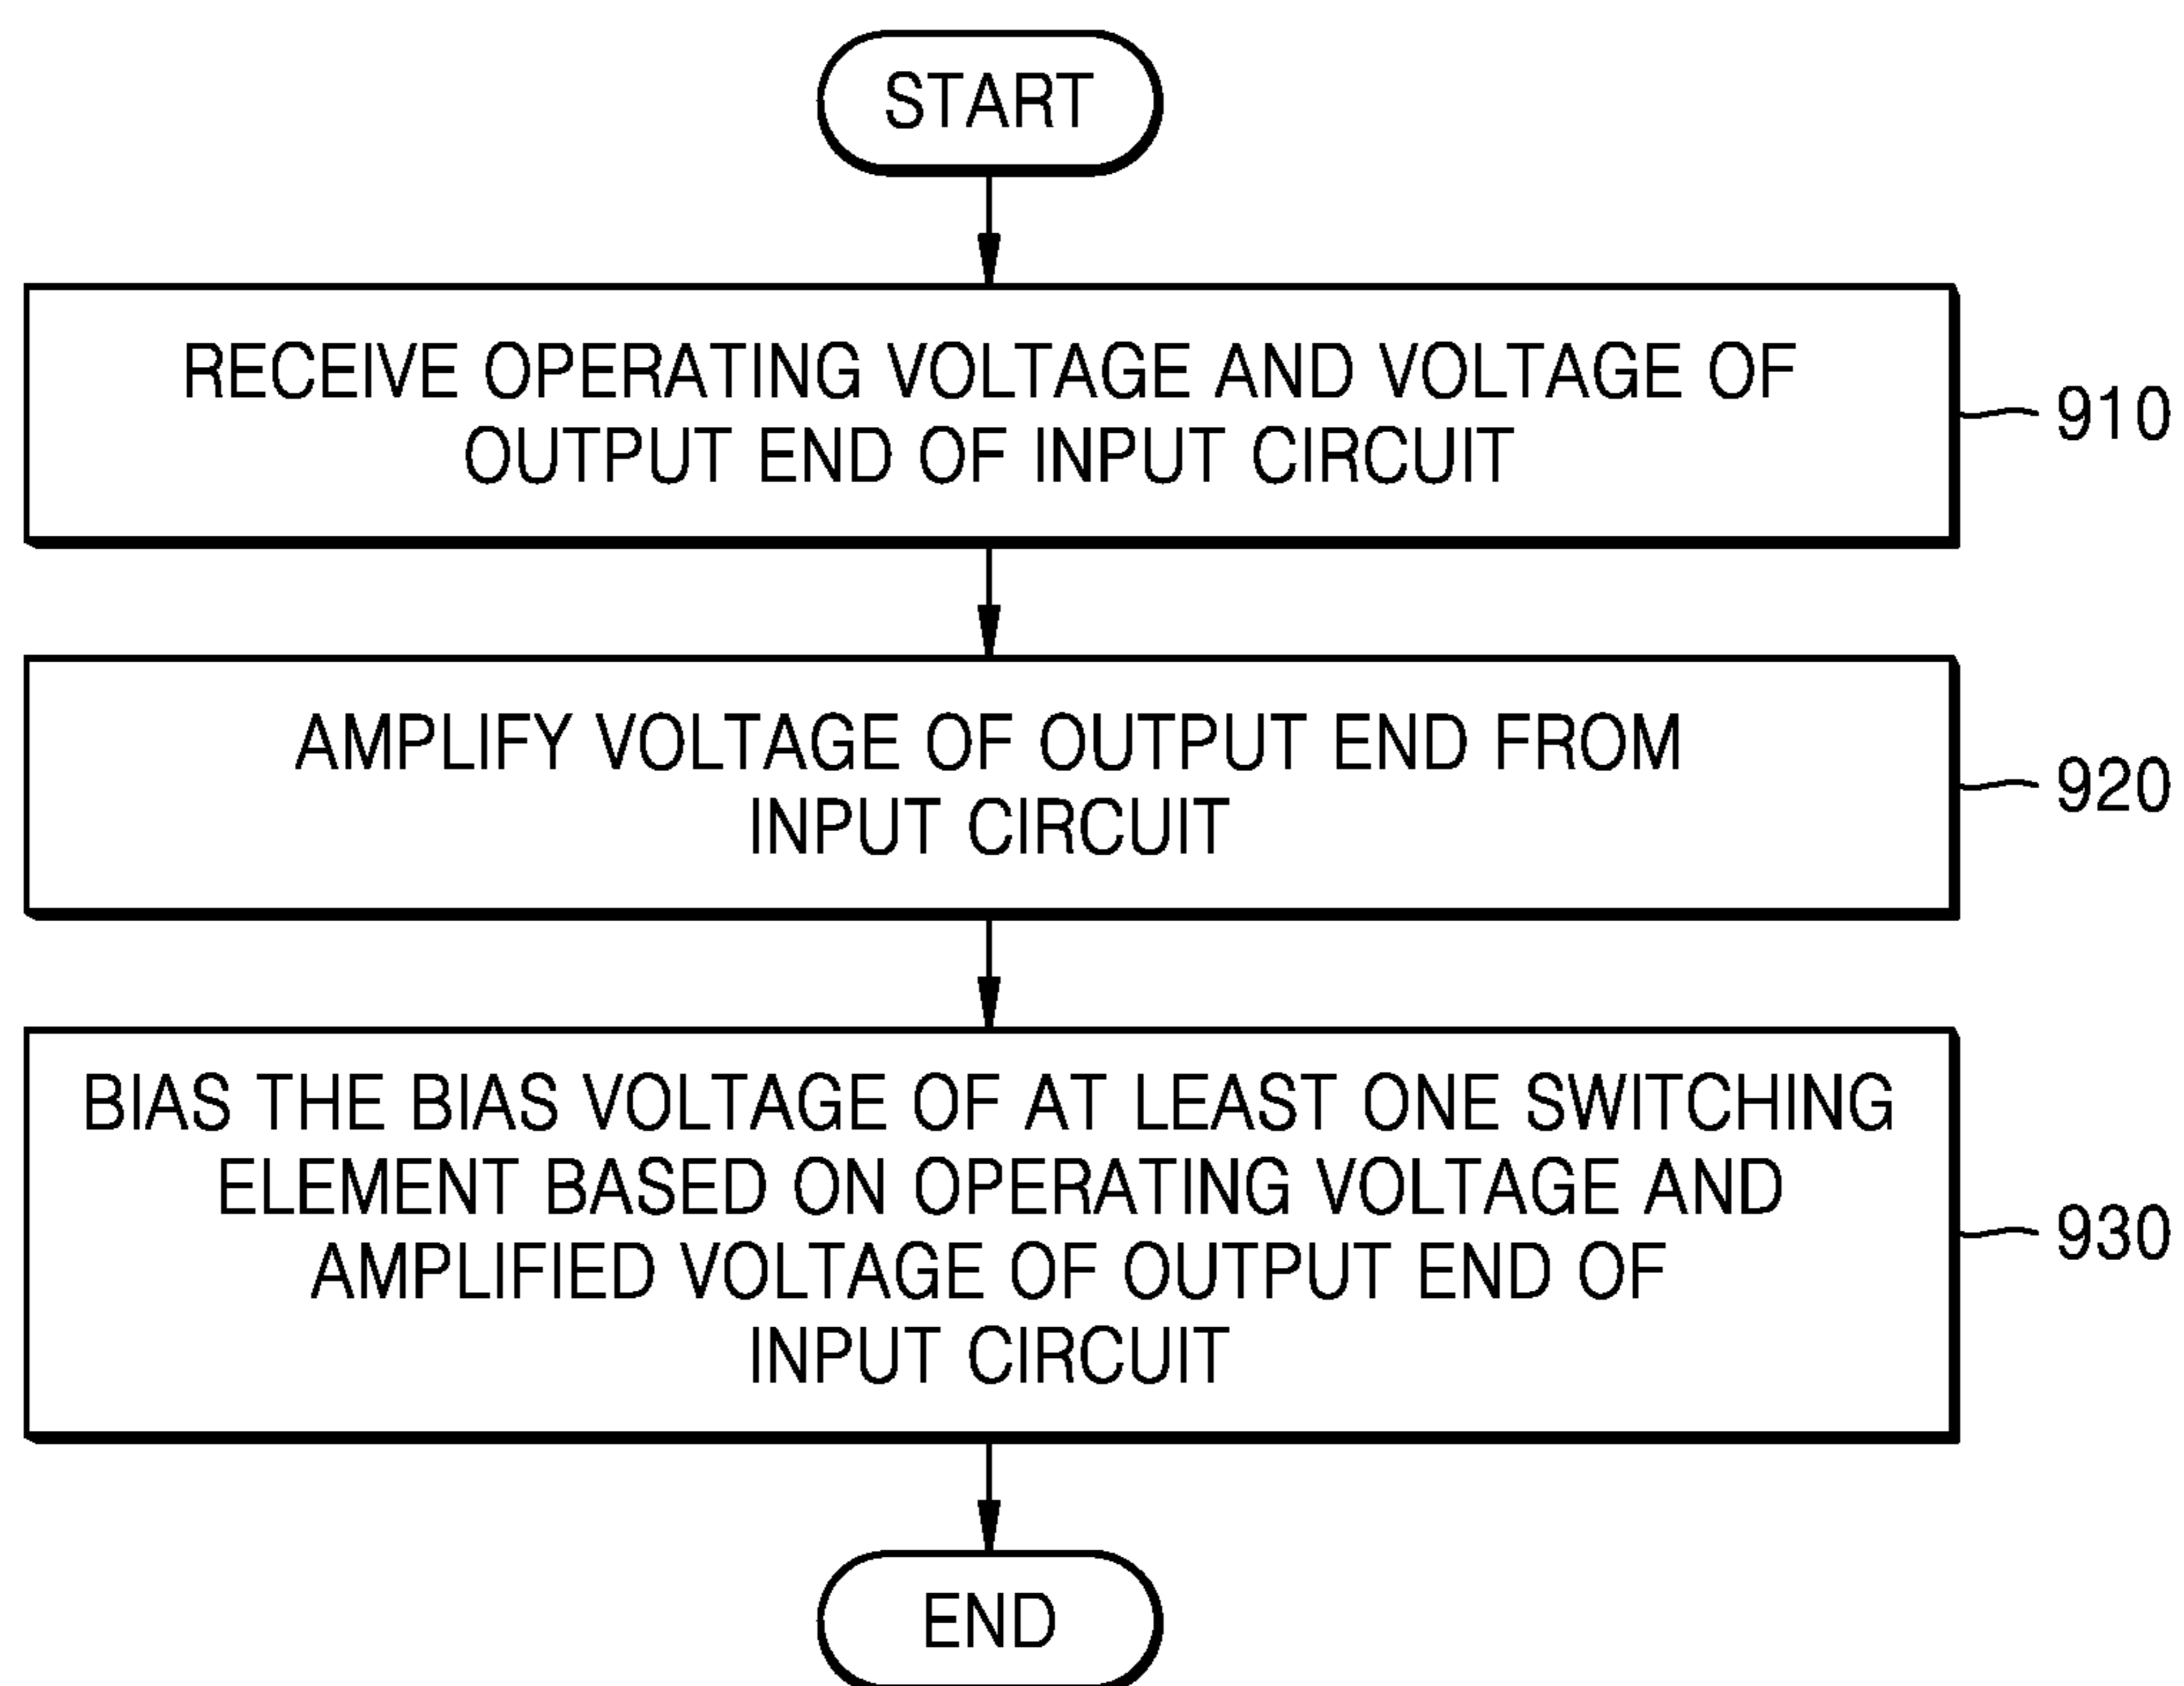 START
RECEIVE OPERATING VOLTAGE AND VOLTAGE OF
OUTPUT END OF INPUT CIRCUIT
910
AMPLIFY VOLTAGE OF OUTPUT END FROM
INPUT CIRCUIT
920
BIAS THE BIAS VOLTAGE OF AT LEAST ONE SWITCHING
ELEMENT BASED ON OPERATING VOLTAGE AND
AMPLIFIED VOLTAGE OF OUTPUT END OF
INPUT CIRCUIT
930
END